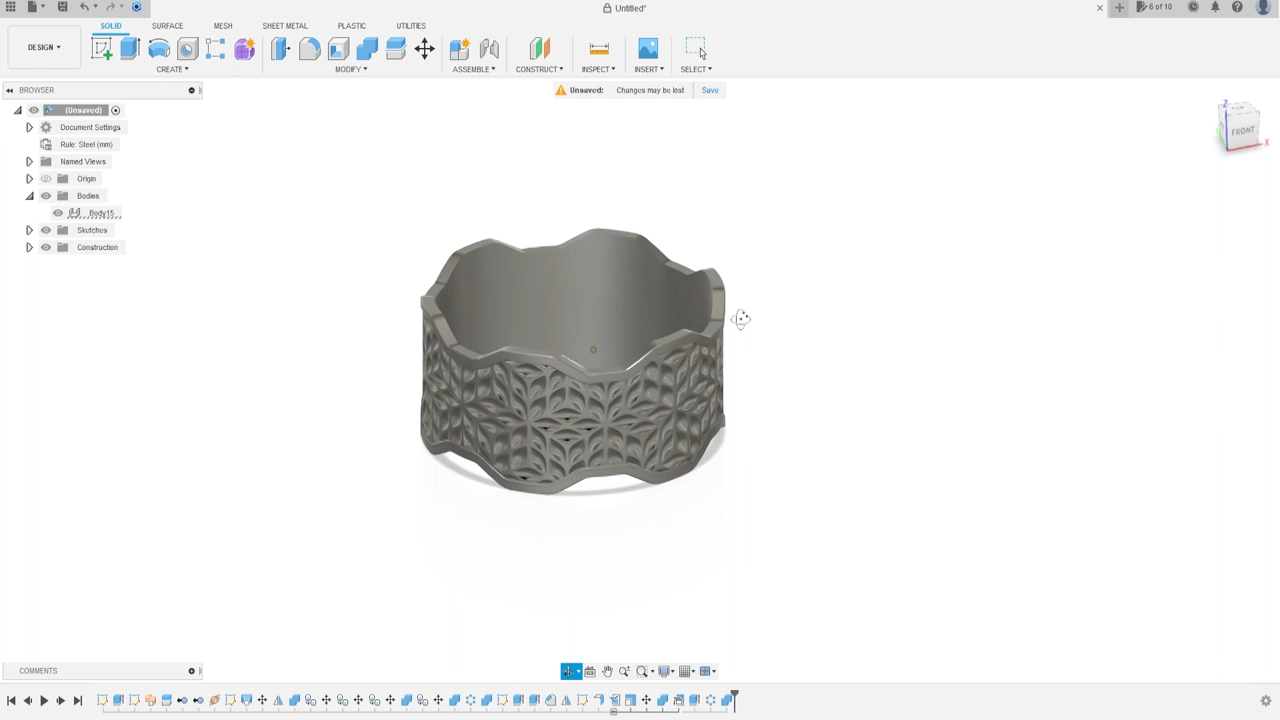 Untitled*
6 of 10
SOLID SURFACE MESH SHEET METAL PLASTIC UTILITIES
DESIGN
CREATE MODIFY ASSEMBLE CONSTRUCT INSPECT INSERT SELECT
BROWSER
Unsaved: Changes may be lost Save
(Unsaved)
Document Settings
Rule: Steel (mm)
Named Views
Origin
Bodies
Body15
Sketches
Construction
Z
FRONT
X
COMMENTS